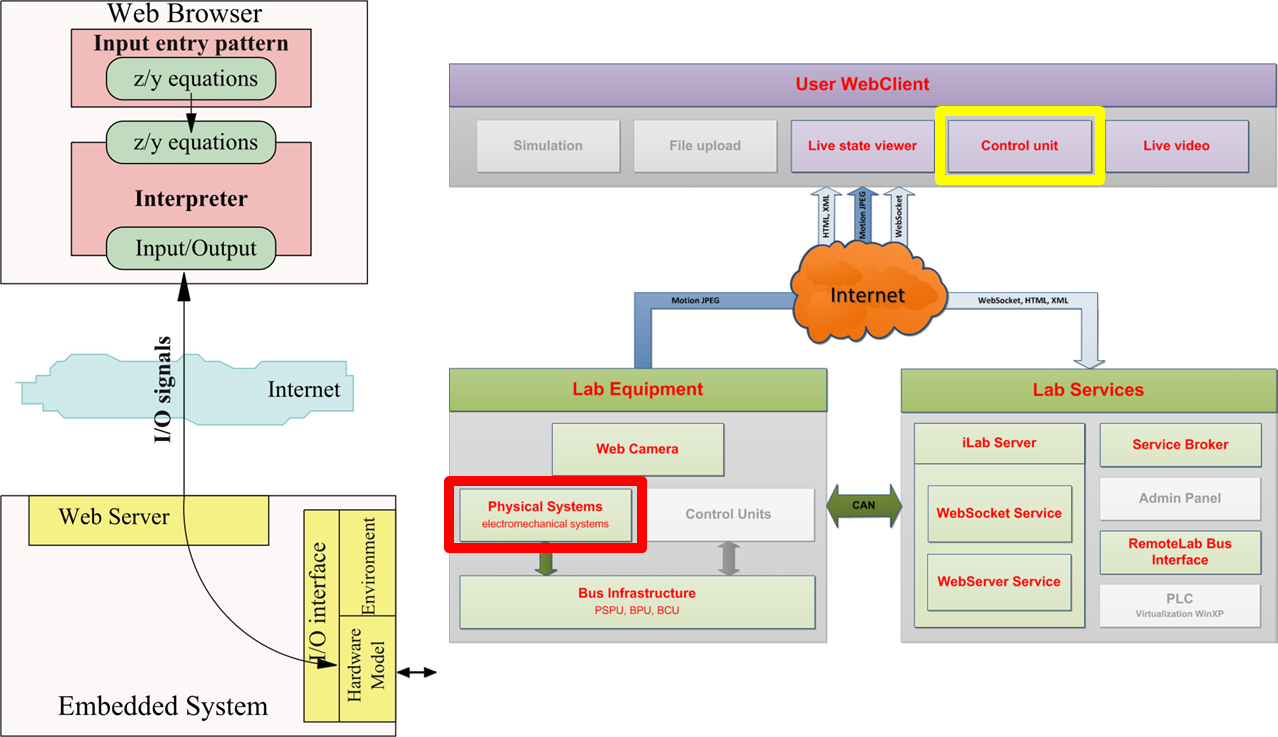 Web Browser
Input entry pattern
z/y equations
z/y equations
Interpreter
Input/Output
I/O signals
Internet
Web Server
I/O interface
Environment
Hardware
Model
Embedded System
User WebClient
Simulation
File upload
Live state viewer
Control unit
Live video
HTML, XML
Motion JPEG
WebSocket
Internet
Motion JPEG
WebSocket, HTML, XML
Lab Equipment
Web Camera
Physical Systems
electromechanical systems
Control Units
Bus Infrastructure
PSPU, BPU, BCU
CAN
Lab Services
iLab Server
WebSocket Service
WebServer Service
Service Broker
Admin Panel
RemoteLab Bus
Interface
PLC
Virtualization WinXP